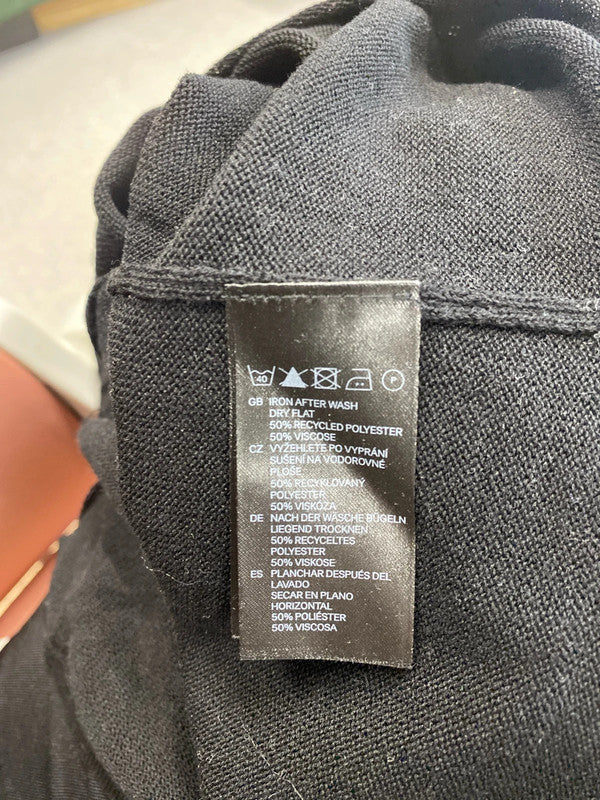 40 P
GB IRON AFTER WASH
DRY FLAT
50% RECYCLED POLYESTER
50% VISCOSE
CZ VYŽEHLETE PO VYPRÁNÍ
SUŠENÍ NA VODOROVNÉ
PLOŠE
50% RECYKLOVANÝ
POLYESTER
50% VISKÓZA
DE NACH DER WÄSCHE BÜGELN
LIEGEND TROCKNEN
50% RECYCELTES
POLYESTER
50% VISKOSE
ES PLANCHAR DESPUÉS DEL
LAVADO
SECAR EN PLANO
HORIZONTAL
50% POLIÉSTER
50% VISCOSA